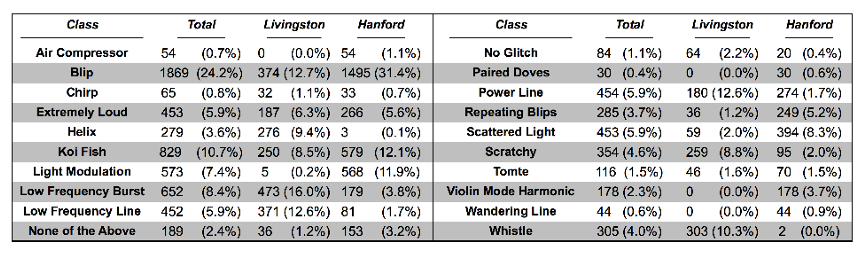 Class Total Livingston Hanford Class Total Livingston Hanford
Air Compressor 54 (0.7%) 0 (0.0%) 54 (1.1%) No Glitch 84 (1.1%) 64 (2.2%) 20 (0.4%)
Blip 1869 (24.2%) 374 (12.7%) 1495 (31.4%) Paired Doves 30 (0.4%) 0 (0.0%) 30 (0.6%)
Chirp 65 (0.8%) 32 (1.1%) 33 (0.7%) Power Line 454 (5.9%) 180 (12.6%) 274 (1.7%)
Extremely Loud 453 (5.9%) 187 (6.3%) 266 (5.6%) Repeating Blips 285 (3.7%) 36 (1.2%) 249 (5.2%)
Helix 279 (3.6%) 276 (9.4%) 3 (0.1%) Scattered Light 453 (5.9%) 59 (2.0%) 394 (8.3%)
Koi Fish 829 (10.7%) 250 (8.5%) 579 (12.1%) Scratchy 354 (4.6%) 259 (8.8%) 95 (2.0%)
Light Modulation 573 (7.4%) 5 (0.2%) 568 (11.9%) Tomte 116 (1.5%) 46 (1.6%) 70 (1.5%)
Low Frequency Burst 652 (8.4%) 473 (16.0%) 179 (3.8%) Violin Mode Harmonic 178 (2.3%) 0 (0.0%) 178 (3.7%)
Low Frequency Line 452 (5.9%) 371 (12.6%) 81 (1.7%) Wandering Line 44 (0.6%) 0 (0.0%) 44 (0.9%)
None of the Above 189 (2.4%) 36 (1.2%) 153 (3.2%) Whistle 305 (4.0%) 303 (10.3%) 2 (0.0%)